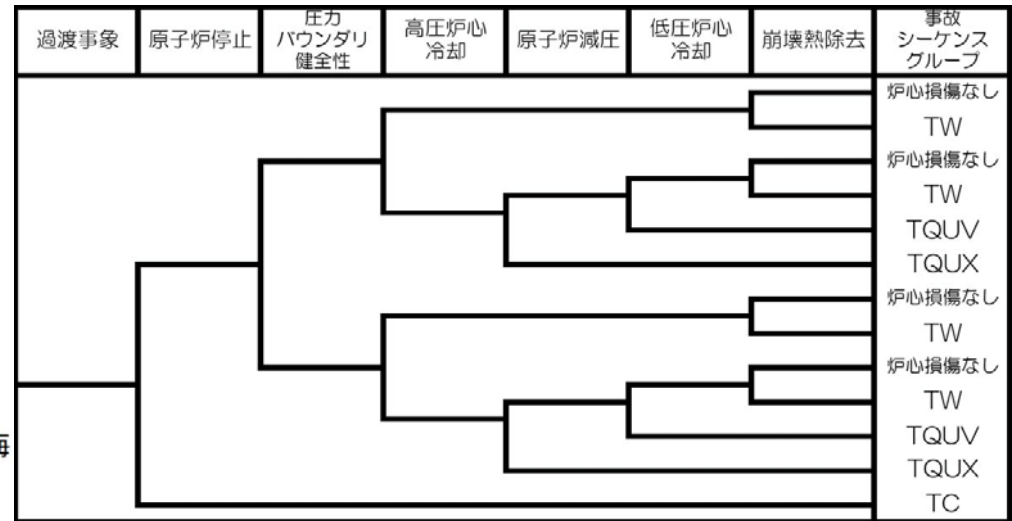 過渡事象
原子炉停止
圧力
バウンダリ
健全性
高圧炉心
冷却
原子炉減圧
低圧炉心
冷却
崩壊熱除去
事故
シーケンス
グループ
炉心損傷なし
TW
炉心損傷なし
TW
TQUV
TQUX
炉心損傷なし
TW
炉心損傷なし
TW
TQUV
TQUX
TC